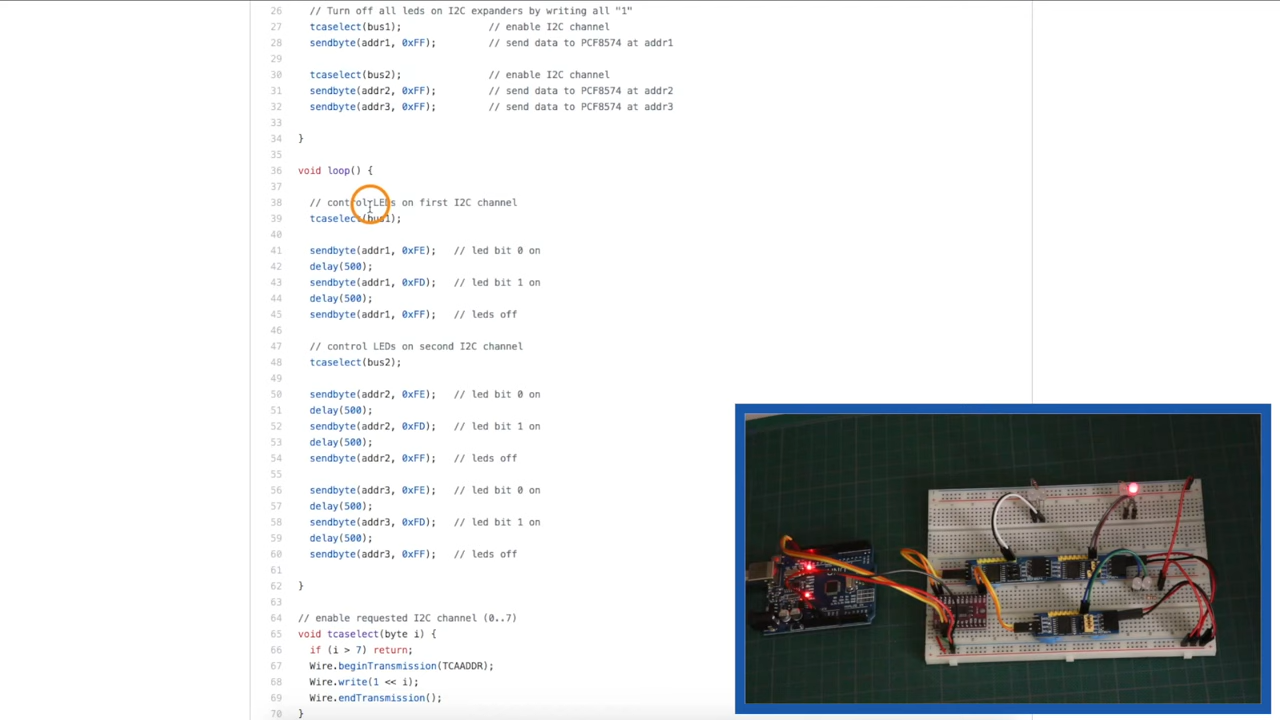 26 // Turn off all leds on I2C expanders by writing all "1"
27 tcaselect(bus1); // enable I2C channel
28 sendbyte(addr1, 0xFF); // send data to PCF8574 at addr1
29
30 tcaselect(bus2); // enable I2C channel
31 sendbyte(addr2, 0xFF); // send data to PCF8574 at addr2
32 sendbyte(addr3, 0xFF); // send data to PCF8574 at addr3
33
34 }
35
36 void loop() {
37
38 // control LEDs on first I2C channel
39 tcaselect(bus1);
40
41 sendbyte(addr1, 0xFE); // led bit 0 on
42 delay(500);
43 sendbyte(addr1, 0xFD); // led bit 1 on
44 delay(500);
45 sendbyte(addr1, 0xFF); // leds off
46
47 // control LEDs on second I2C channel
48 tcaselect(bus2);
49
50 sendbyte(addr2, 0xFE); // led bit 0 on
51 delay(500);
52 sendbyte(addr2, 0xFD); // led bit 1 on
53 delay(500);
54 sendbyte(addr2, 0xFF); // leds off
55
56 sendbyte(addr3, 0xFE); // led bit 0 on
57 delay(500);
58 sendbyte(addr3, 0xFD); // led bit 1 on
59 delay(500);
60 sendbyte(addr3, 0xFF); // leds off
61
62 }
63
64 // enable requested I2C channel (0..7)
65 void tcaselect(byte i) {
66 if (i > 7) return;
67 Wire.beginTransmission(TCAADDR);
68 Wire.write(1 << i);
69 Wire.endTransmission();
70 }